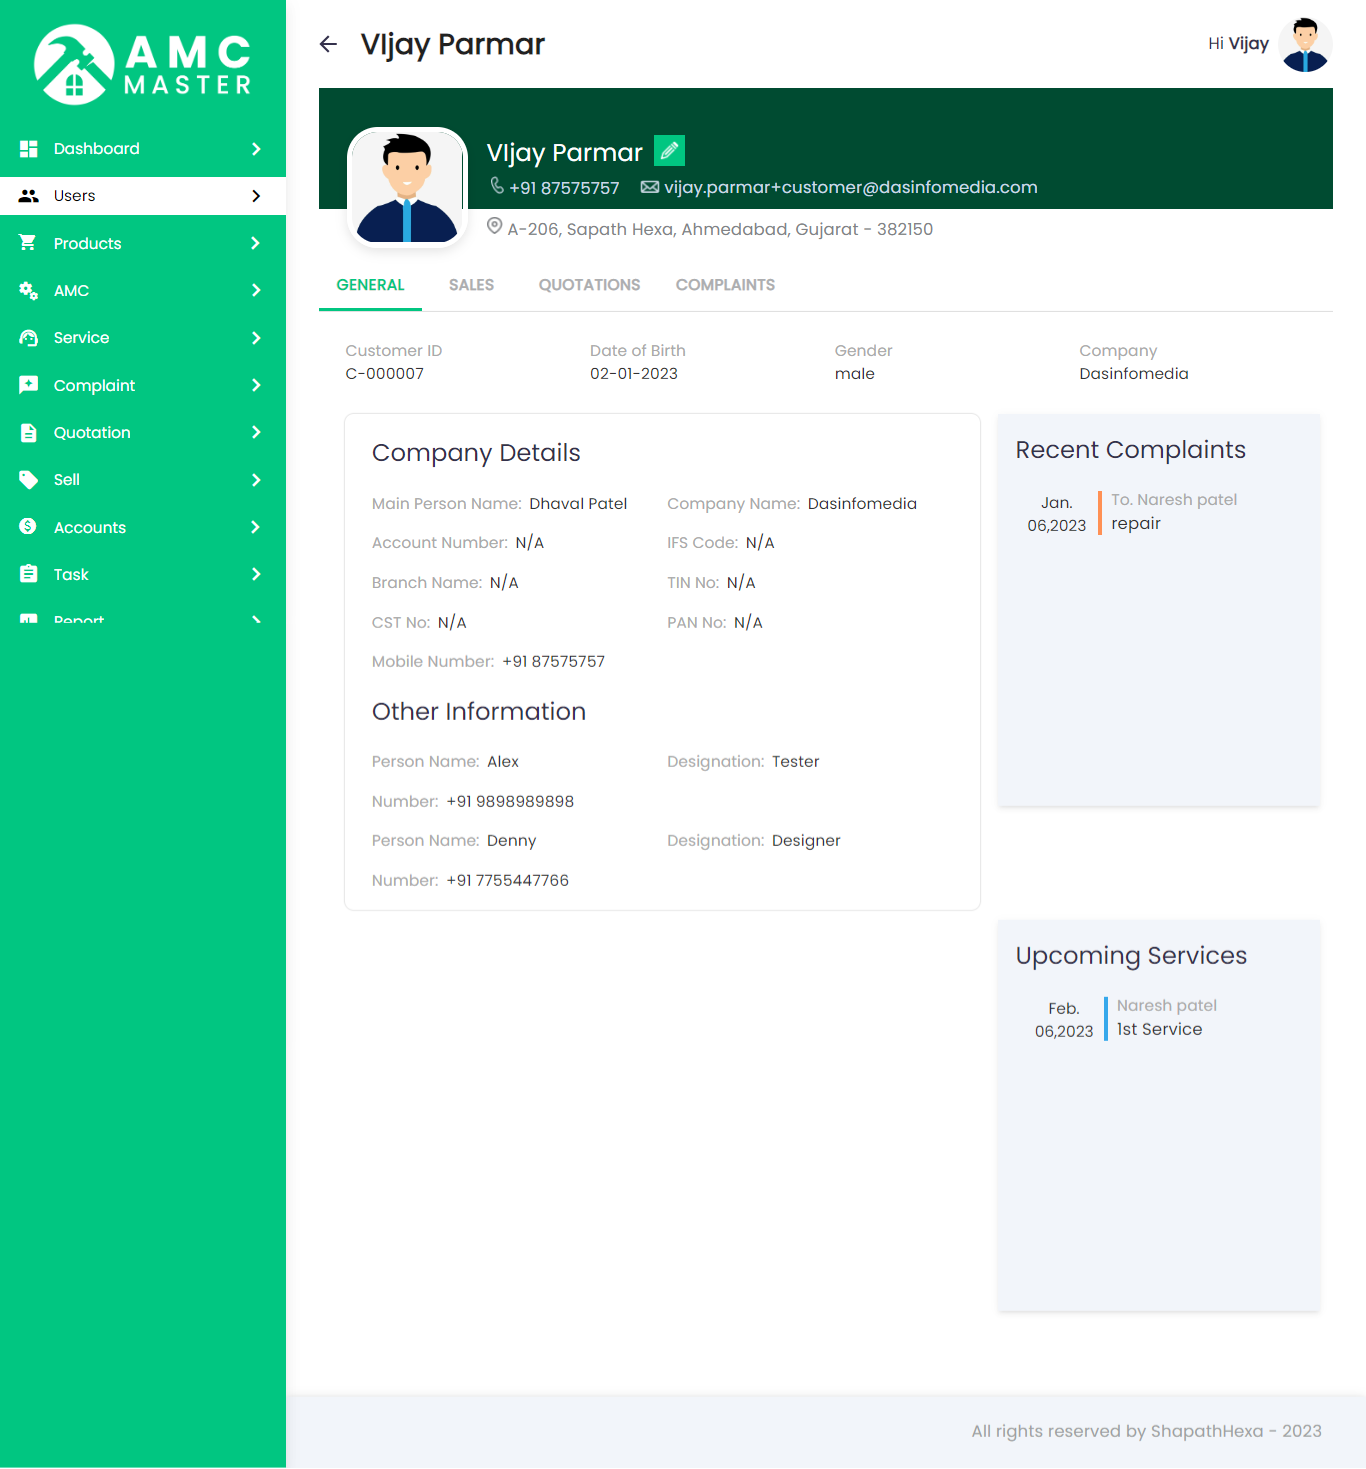 AMC
MASTER
Dashboard
Users
Products
AMC
Service
Complaint
Quotation
Sell
Accounts
Task
Report
VIjay Parmar
Hi Vijay
VIjay Parmar
+91 87575757 vijay.parmar+customer@dasinfomedia.com
A-206, Sapath Hexa, Ahmedabad, Gujarat - 382150
GENERAL SALES QUOTATIONS COMPLAINTS
Customer ID Date of Birth Gender Company
C-000007 02-01-2023 male Dasinfomedia
Company Details
Main Person Name: Dhaval Patel Company Name: Dasinfomedia
Account Number: N/A IFS Code: N/A
Branch Name: N/A TIN No: N/A
CST No: N/A PAN No: N/A
Mobile Number: +91 87575757
Other Information
Person Name: Alex Designation: Tester
Number: +91 9898989898
Person Name: Denny Designation: Designer
Number: +91 7755447766
Recent Complaints
Jan. To. Naresh patel
06,2023 repair
Upcoming Services
Feb. Naresh patel
06,2023 1st Service
All rights reserved by ShapathHexa - 2023